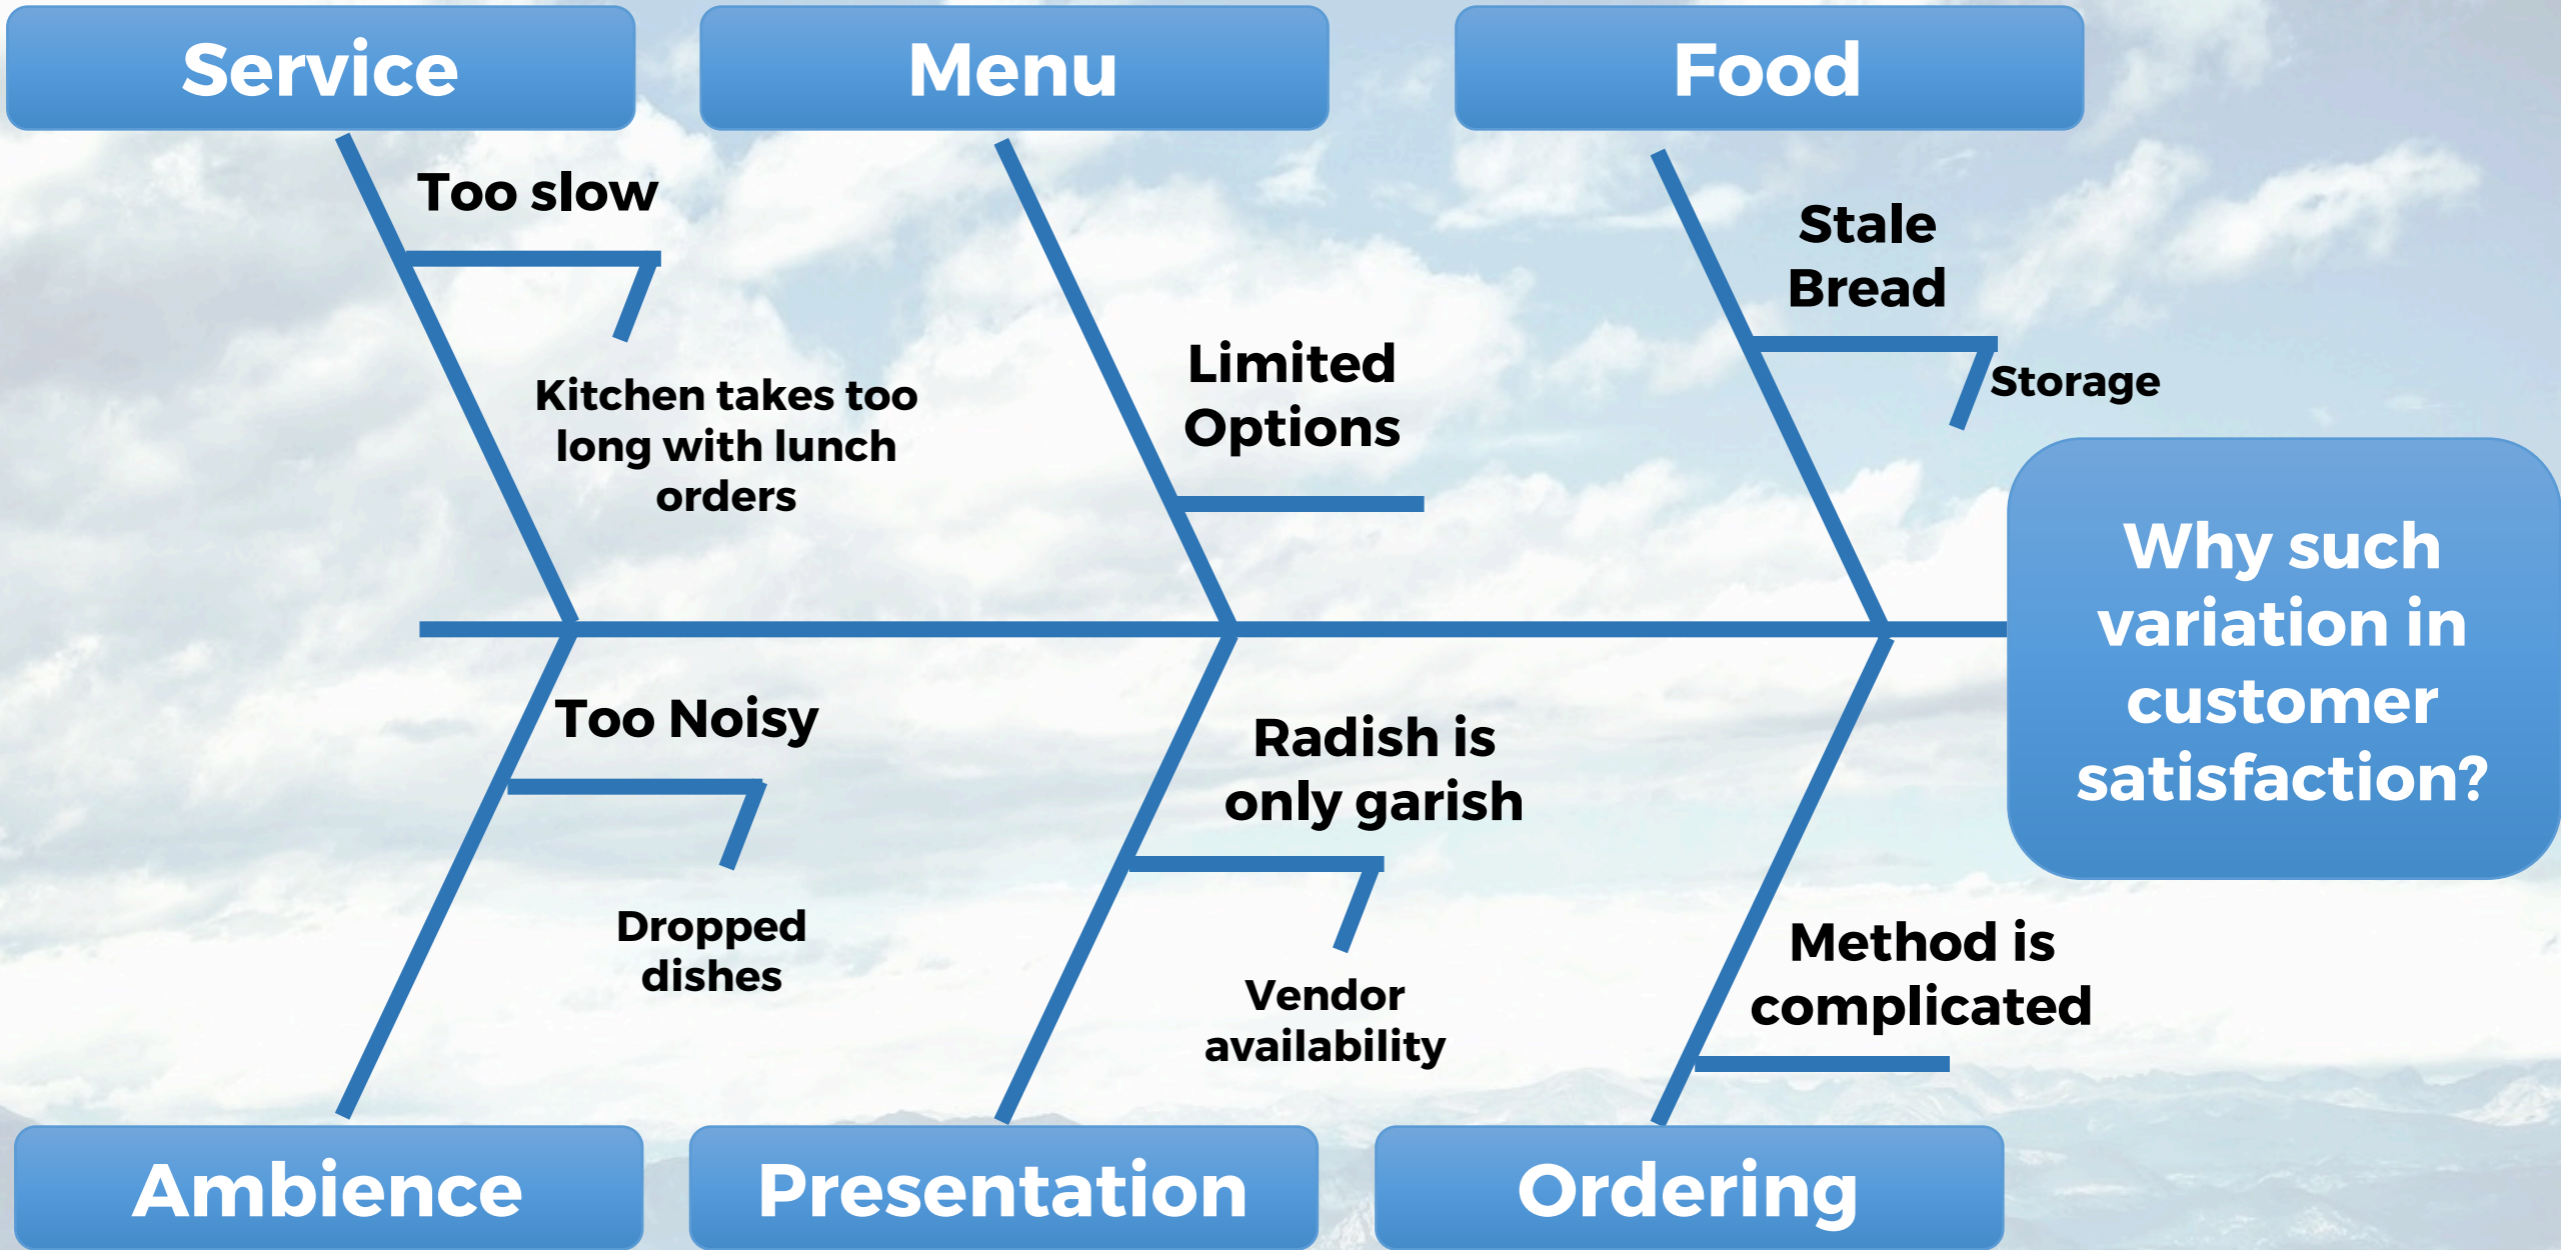 Service
Menu
Food
Too slow
Kitchen takes too
long with lunch
orders
Limited
Options
Stale
Bread
Storage
Why such
variation in
customer
satisfaction?
Too Noisy
Dropped
dishes
Radish is
only garish
Vendor
availability
Method is
complicated
Ambience
Presentation
Ordering